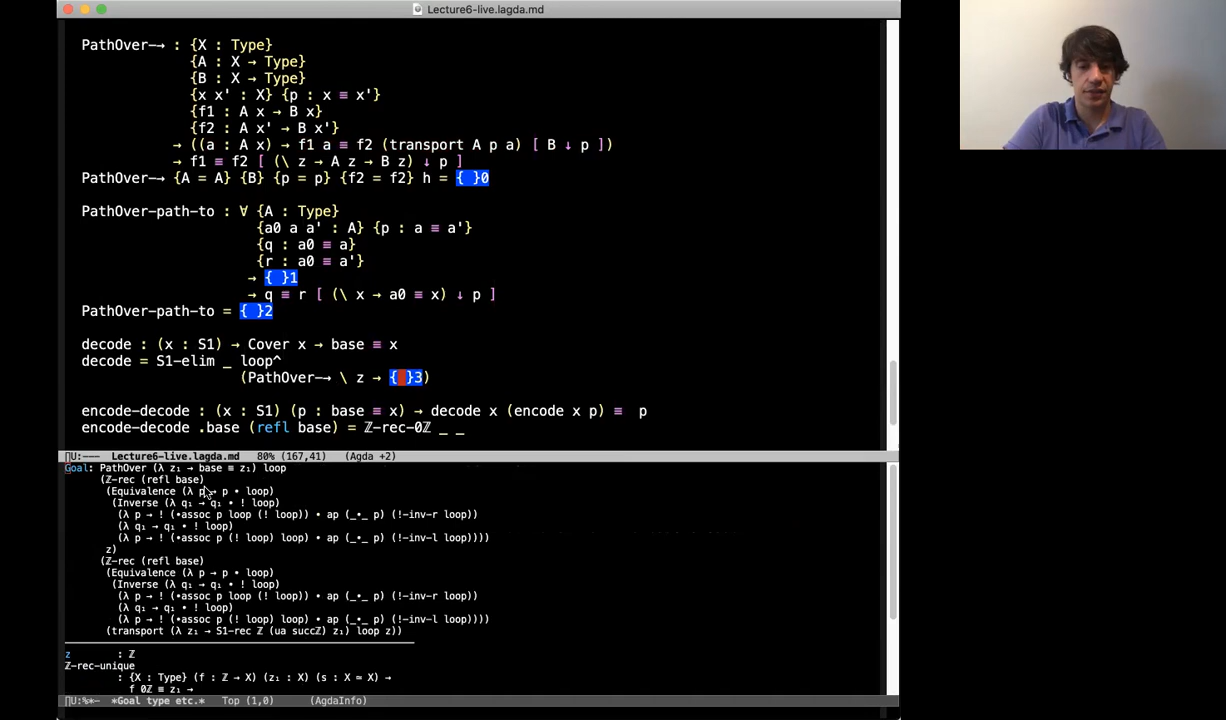 Lecture6-live.lagda.md
PathOver-→ : {X : Type}
{A : X → Type}
{B : X → Type}
{x x' : X} {p : x ≡ x'}
{f1 : A x → B x}
{f2 : A x' → B x'}
→ ((a : A x) → f1 a ≡ f2 (transport A p a) [ B ↓ p ])
→ f1 ≡ f2 [ (\ z → A z → B z) ↓ p ]
PathOver-→ {A = A} {B} {p = p} {f2 = f2} h = { }0
PathOver-path-to : ∀ {A : Type}
{a0 a a' : A} {p : a ≡ a'}
{q : a0 ≡ a}
{r : a0 ≡ a'}
→ { }1
→ q ≡ r [ (\ x → a0 ≡ x) ↓ p ]
PathOver-path-to = { }2
decode : (x : S1) → Cover x → base ≡ x
decode = S1-elim _ loop^
(PathOver-→ \ z → { }3)
encode-decode : (x : S1) (p : base ≡ x) → decode x (encode x p) ≡ p
encode-decode .base (refl base) = ℤ-rec-0ℤ _ _
U:--- Lecture6-live.lagda.md 80% (167,41) (Agda +2)
Goal: PathOver (λ z₁ → base ≡ z₁) loop
(ℤ-rec (refl base)
(Equivalence (λ p → p • loop)
(Inverse (λ q₁ → q₁ • ! loop)
(λ p → ! (•assoc p loop (! loop)) • ap (_•_ p) (!-inv-r loop))
(λ q₁ → q₁ • ! loop)
(λ p → ! (•assoc p (! loop) loop) • ap (_•_ p) (!-inv-l loop))))
z)
(ℤ-rec (refl base)
(Equivalence (λ p → p • loop)
(Inverse (λ q₁ → q₁ • ! loop)
(λ p → ! (•assoc p loop (! loop)) • ap (_•_ p) (!-inv-r loop))
(λ q₁ → q₁ • ! loop)
(λ p → ! (•assoc p (! loop) loop) • ap (_•_ p) (!-inv-l loop))))
(transport (λ z₁ → S1-rec ℤ (ua succℤ) z₁) loop z))
z : ℤ
ℤ-rec-unique
: {X : Type} (f : ℤ → X) (z₁ : X) (s : X ≃ X) →
f 0ℤ ≡ z₁ →
U:%*- *Goal type etc.* Top (1,0) (AgdaInfo)